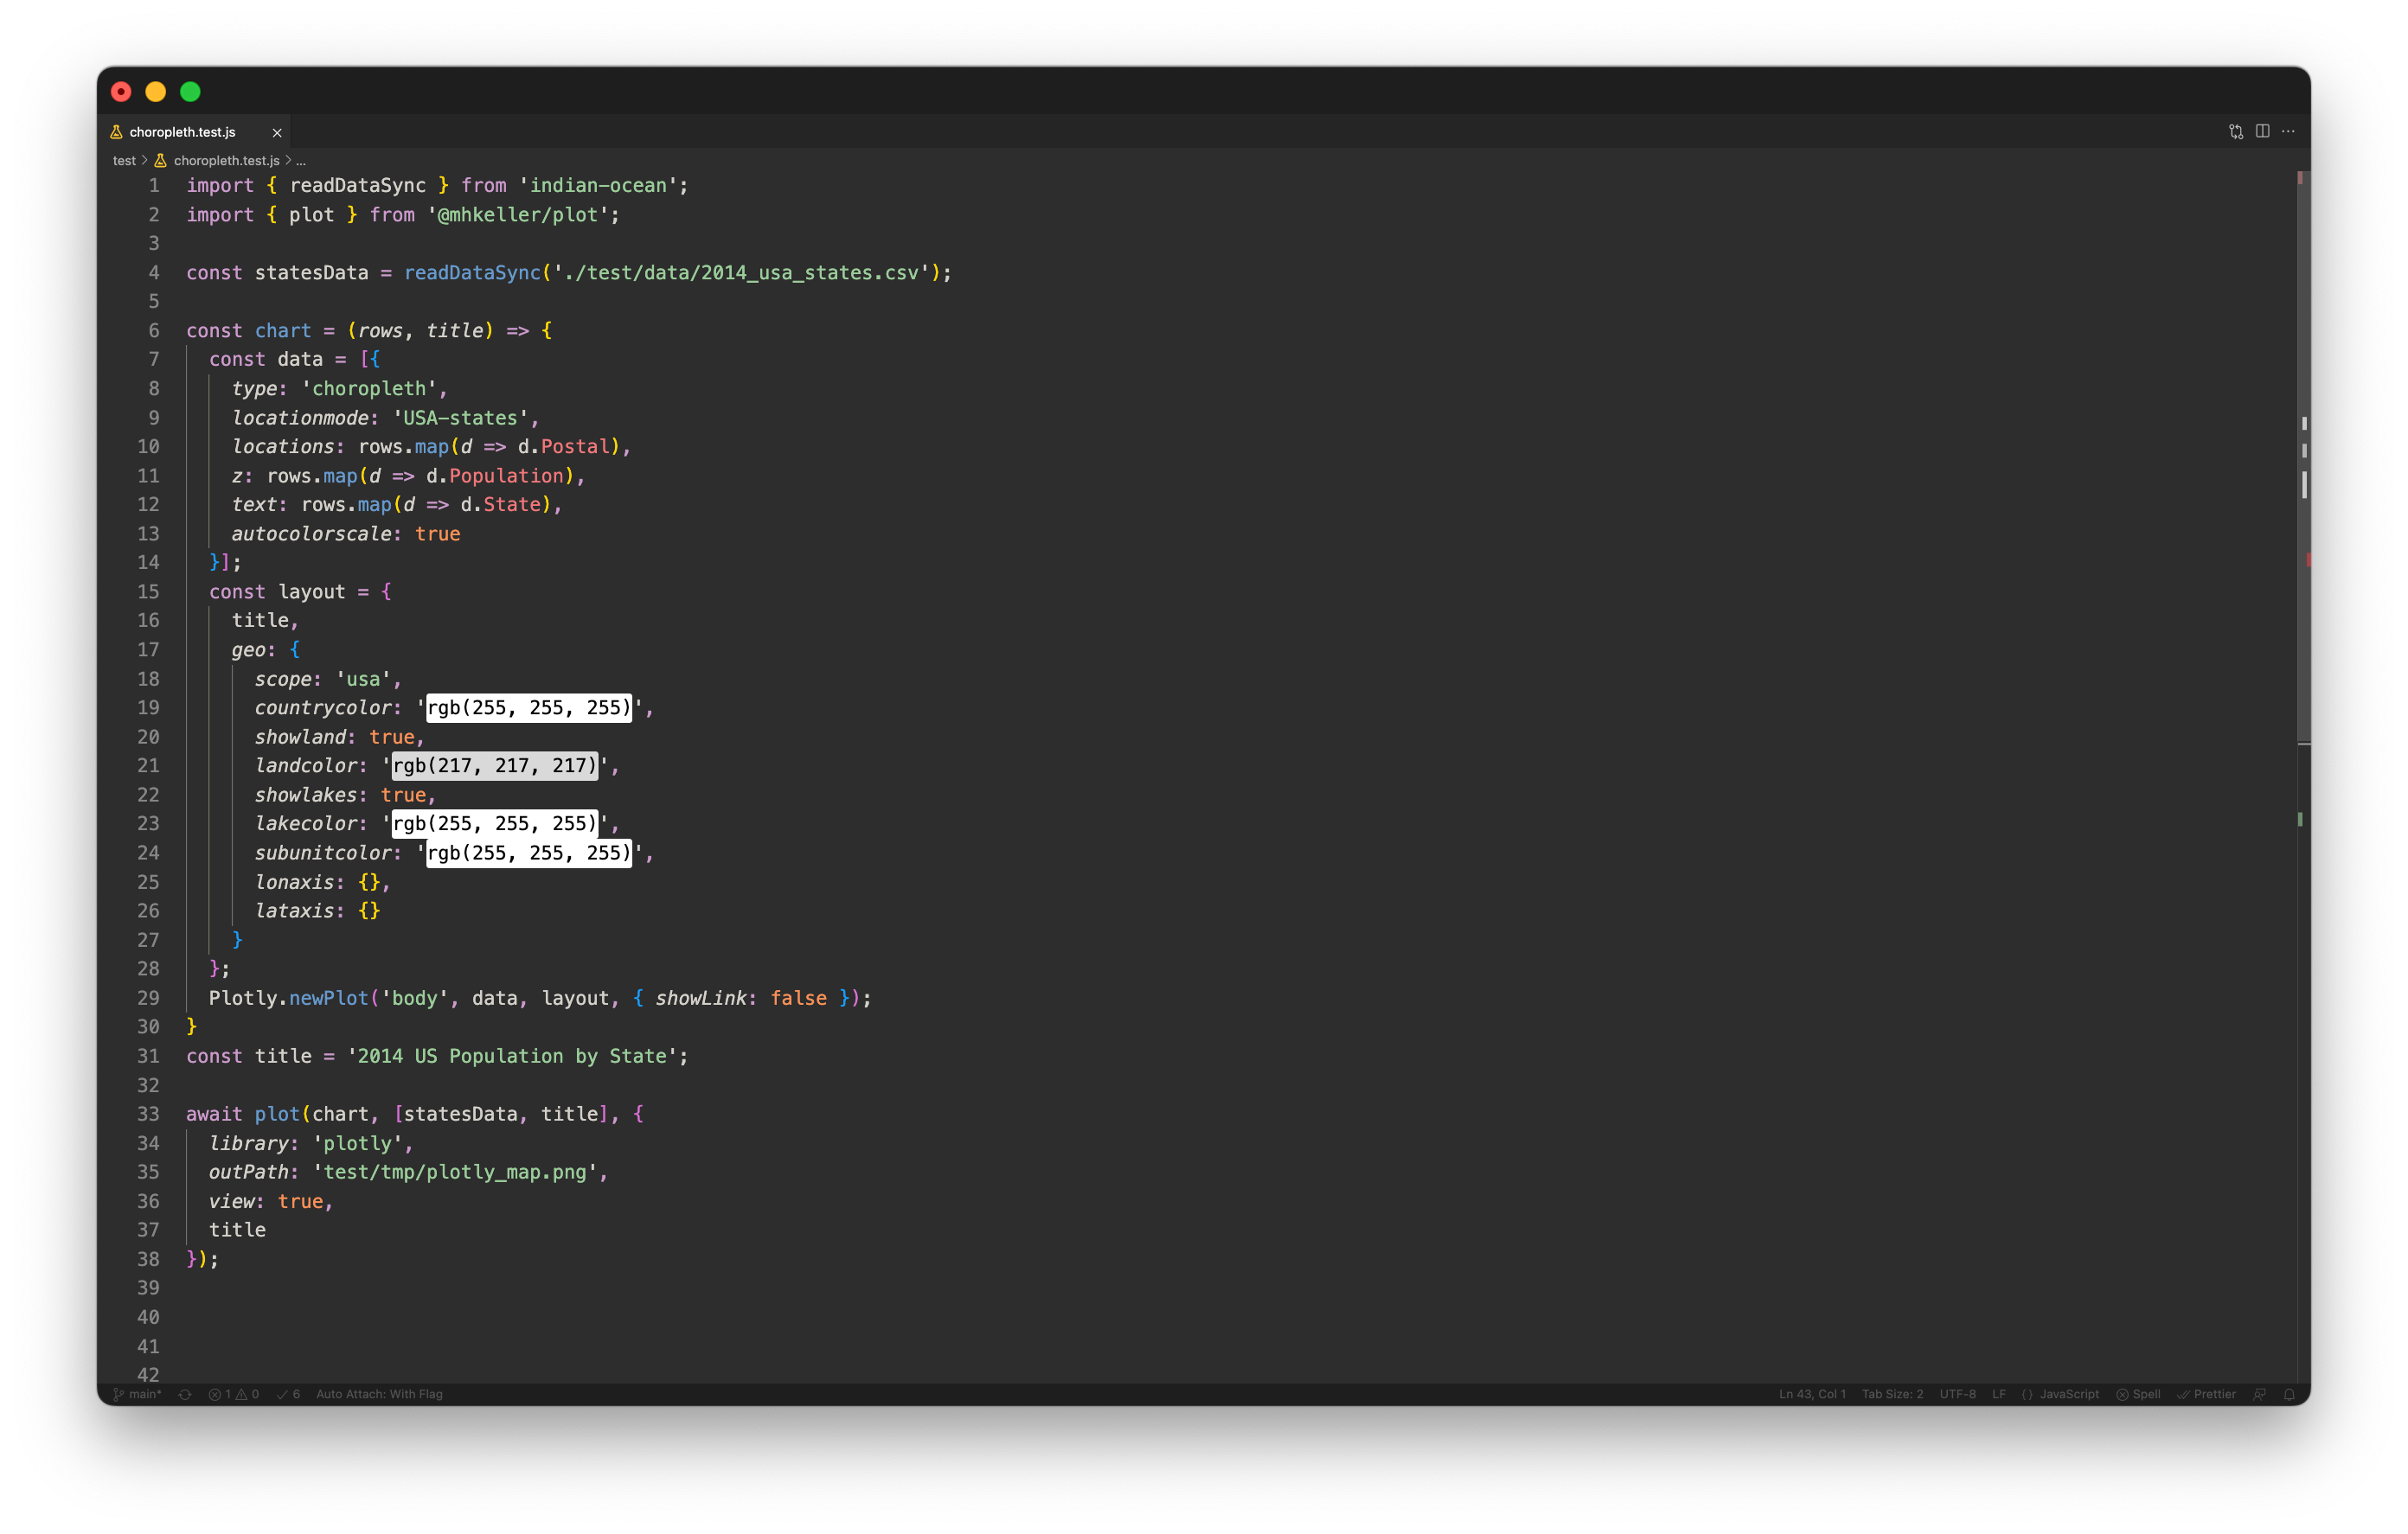 choropleth.test.js
test > choropleth.test.js > ...
1 import { readDataSync } from 'indian-ocean';
2 import { plot } from '@mhkeller/plot';
3
4 const statesData = readDataSync('./test/data/2014_usa_states.csv');
5
6 const chart = (rows, title) => {
7   const data = [{
8     type: 'choropleth',
9     locationmode: 'USA-states',
10     locations: rows.map(d => d.Postal),
11     z: rows.map(d => d.Population),
12     text: rows.map(d => d.State),
13     autocolorscale: true
14   }];
15   const layout = {
16     title,
17     geo: {
18       scope: 'usa',
19       countrycolor: 'rgb(255, 255, 255)',
20       showland: true,
21       landcolor: 'rgb(217, 217, 217)',
22       showlakes: true,
23       lakecolor: 'rgb(255, 255, 255)',
24       subunitcolor: 'rgb(255, 255, 255)',
25       lonaxis: {},
26       lataxis: {}
27     }
28   };
29   Plotly.newPlot('body', data, layout, { showLink: false });
30 }
31 const title = '2014 US Population by State';
32
33 await plot(chart, [statesData, title], {
34   library: 'plotly',
35   outPath: 'test/tmp/plotly_map.png',
36   view: true,
37   title
38 });
39
40
41
42
main* 1 0 6 Auto Attach: With Flag Ln 43, Col 1 Tab Size: 2 UTF-8 LF {} JavaScript Spell Prettier